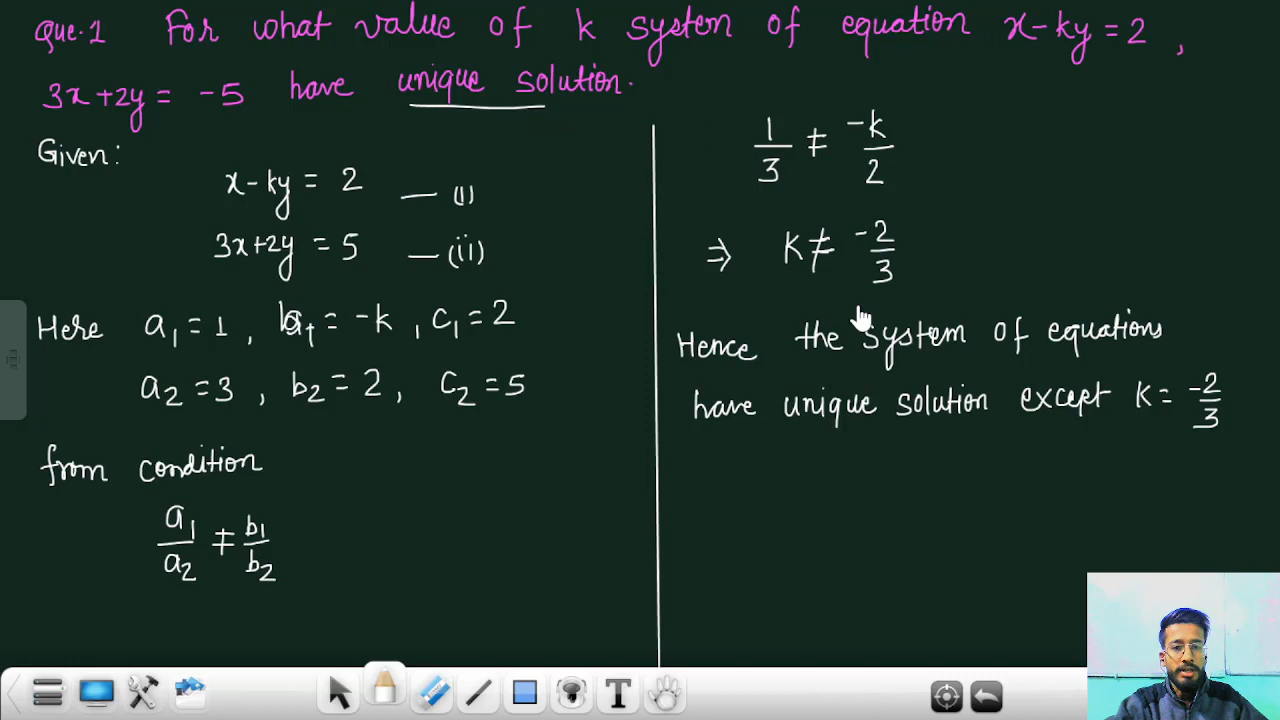 Que.1 For what value of k system of equation x-ky=2,
3x+2y= -5 have unique solution.
Given:
x-ky= 2 — (i)
3x+2y = 5 — (ii)
Here a₁=1, b₁= -k, c₁=2
a₂=3, b₂=2, c₂=5
from condition
a₁/a₂ ≠ b₁/b₂
1/3 ≠ -k/2
⇒ K≠ -2/3
Hence the system of equations
have unique solution except K= -2/3
T